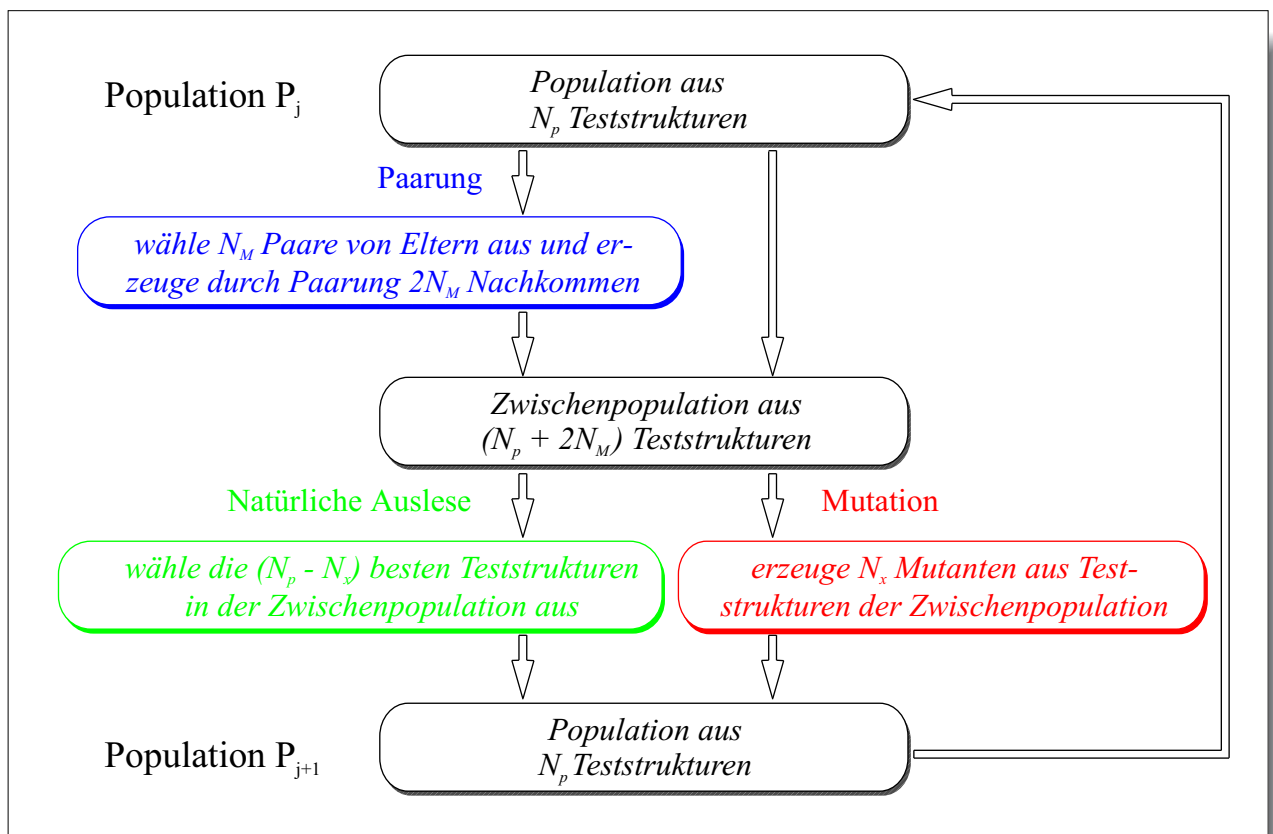 Population Pj
Population aus
Np Teststrukturen
Paarung
wähle NM Paare von Eltern aus und er-
zeuge durch Paarung 2NM Nachkommen
Zwischenpopulation aus
(Np + 2NM) Teststrukturen
Natürliche Auslese
Mutation
wähle die (Np - Nx) besten Teststrukturen
in der Zwischenpopulation aus
erzeuge Nx Mutanten aus Test-
strukturen der Zwischenpopulation
Population Pj+1
Population aus
Np Teststrukturen